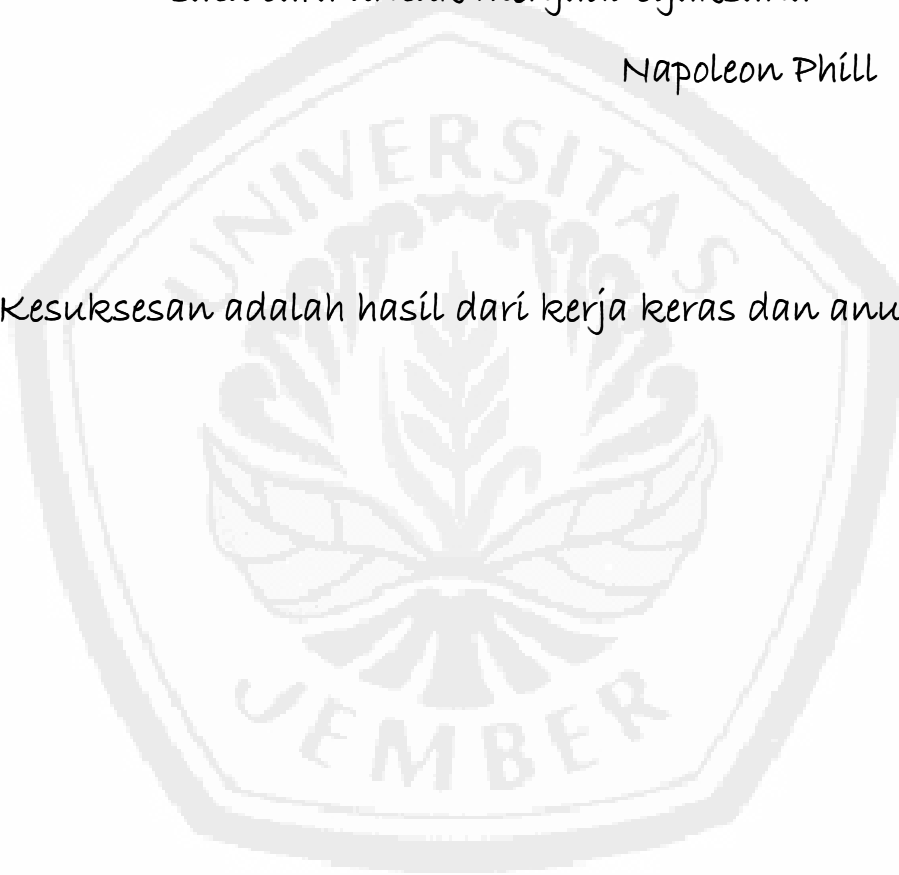 Napoleon Phill
UNIVERSITAS
Kesuksesan adalah hasil dari kerja keras dan anu
JEMBER